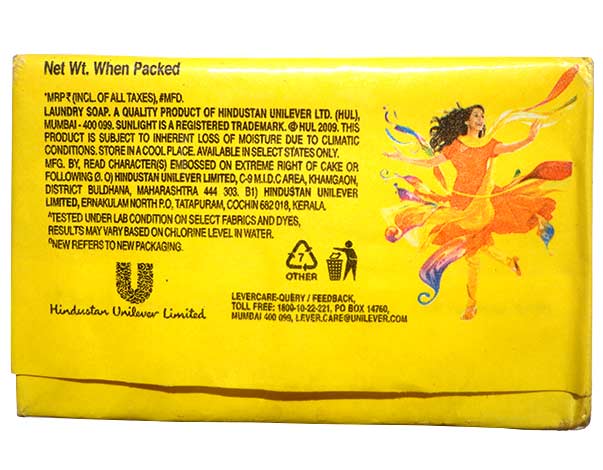 Net Wt. When Packed
*MRP ₹ (INCL. OF ALL TAXES), #MFD.
LAUNDRY SOAP. A QUALITY PRODUCT OF HINDUSTAN UNILEVER LTD. (HUL),
MUMBAI - 400 099. SUNLIGHT IS A REGISTERED TRADEMARK. © HUL 2009. THIS
PRODUCT IS SUBJECT TO INHERENT LOSS OF MOISTURE DUE TO CLIMATIC
CONDITIONS. STORE IN A COOL PLACE. AVAILABLE IN SELECT STATES ONLY.
MFG. BY, READ CHARACTER(S) EMBOSSED ON EXTREME RIGHT OF CAKE OR
FOLLOWING @. O) HINDUSTAN UNILEVER LIMITED, C-9 M.I.D.C AREA, KHAMGAON,
DISTRICT BULDHANA, MAHARASHTRA 444 303. B1) HINDUSTAN UNILEVER
LIMITED, ERNAKULAM NORTH P.O, TATAPURAM, COCHIN 682 018, KERALA.
^TESTED UNDER LAB CONDITION ON SELECT FABRICS AND DYES,
RESULTS MAY VARY BASED ON CHLORINE LEVEL IN WATER.
NEW REFERS TO NEW PACKAGING.
7
OTHER
Hindustan Unilever Limited
LEVERCARE-QUERY / FEEDBACK,
TOLL FREE: 1800-10-22-221, PO BOX 14760,
MUMBAI 400 099, LEVER.CARE@UNILEVER.COM